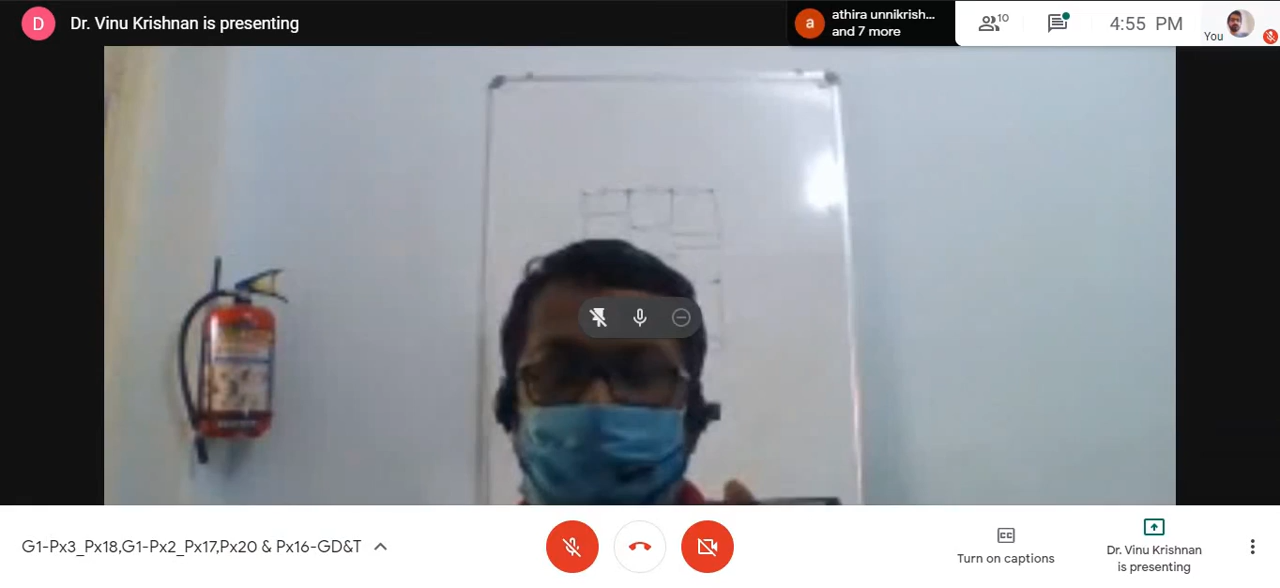 D Dr. Vinu Krishnan is presenting
a athira unnikrish...
and 7 more
10
4:55 PM
You
G1-Px3_Px18,G1-Px2_Px17,Px20 & Px16-GD&T
CC
Turn on captions
Dr. Vinu Krishnan
is presenting